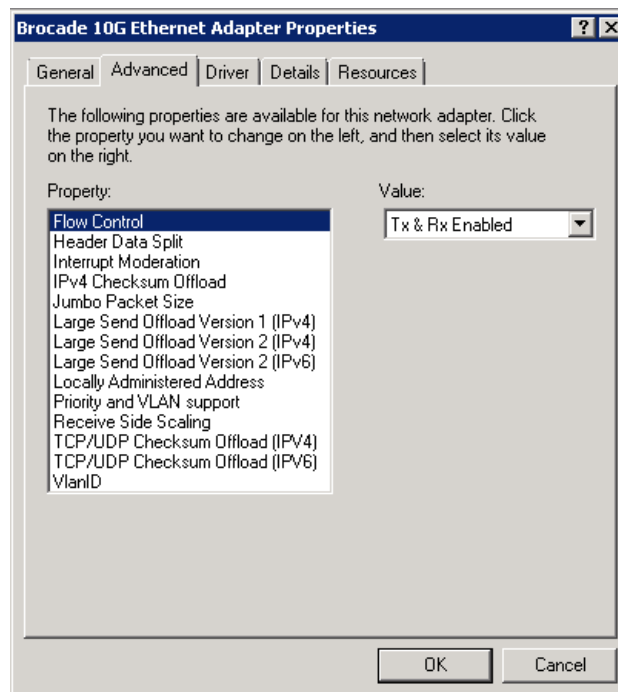 Brocade 10G Ethernet Adapter Properties
General Advanced Driver Details Resources
The following properties are available for this network adapter. Click
the property you want to change on the left, and then select its value
on the right.
Property: Value:
Flow Control Tx & Rx Enabled
Header Data Split
Interrupt Moderation
IPv4 Checksum Offload
Jumbo Packet Size
Large Send Offload Version 1 (IPv4)
Large Send Offload Version 2 (IPv4)
Large Send Offload Version 2 (IPv6)
Locally Administered Address
Priority and VLAN support
Receive Side Scaling
TCP/UDP Checksum Offload (IPV4)
TCP/UDP Checksum Offload (IPV6)
VlanID
OK Cancel